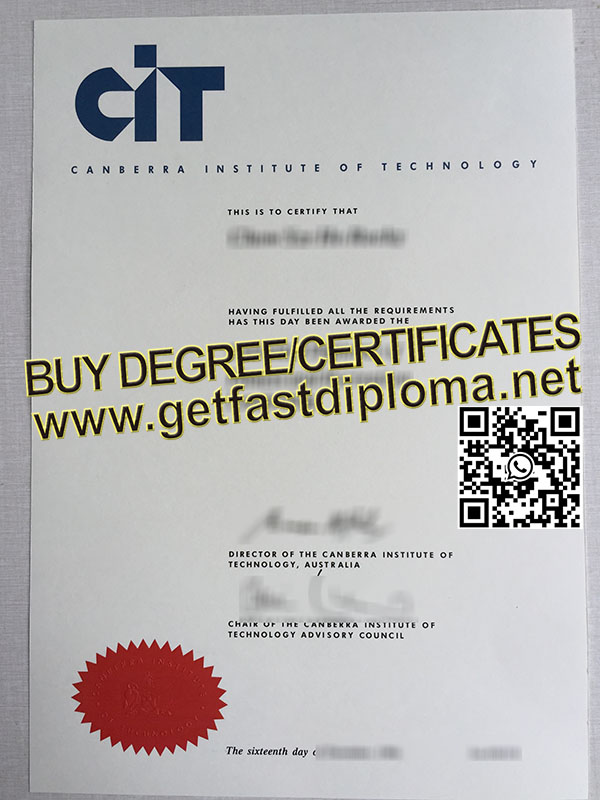 CiT
CANBERRA INSTITUTE OF TECHNOLOGY
THIS IS TO CERTIFY THAT
HAVING FULFILLED ALL THE REQUIREMENTS
HAS THIS DAY BEEN AWARDED THE
BUY DEGREE/CERTIFICATES
www.getfastdiploma.net
DIRECTOR OF THE CANBERRA INSTITUTE OF
TECHNOLOGY, AUSTRALIA
CHAIR OF THE CANBERRA INSTITUTE OF
TECHNOLOGY ADVISORY COUNCIL
The sixteenth day